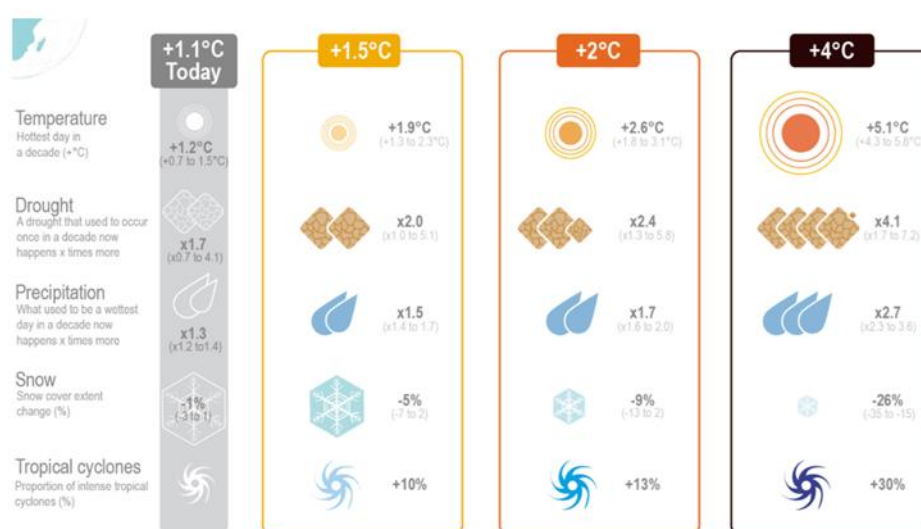 +1.1°C
Today
+1.5°C
+2°C
+4°C
Temperature
Hottest day in
a decade (+°C)
+1.2°C
(+0.7 to 1.5°C)
+1.9°C
(+1.3 to 2.3°C)
+2.6°C
(+1.8 to 3.1°C)
+5.1°C
(+4.3 to 5.8°C)
Drought
A drought that used to occur
once in a decade now
happens x times more
x1.7
(x0.7 to 4.1)
x2.0
(x1.0 to 5.1)
x2.4
(x1.3 to 5.8)
x4.1
(x1.7 to 7.2)
Precipitation
What used to be a wettest
day in a decade now
happens x times more
x1.3
(x1.2 to1.4)
x1.5
(x1.4 to 1.7)
x1.7
(x1.6 to 2.0)
x2.7
(x2.3 to 3.6)
Snow
Snow cover extent
change (%)
-1%
(-3 to 1)
-5%
(-7 to 2)
-9%
(-13 to 2)
-26%
(-35 to -15)
Tropical cyclones
Proportion of intense tropical
cyclones (%)
+10%
+13%
+30%